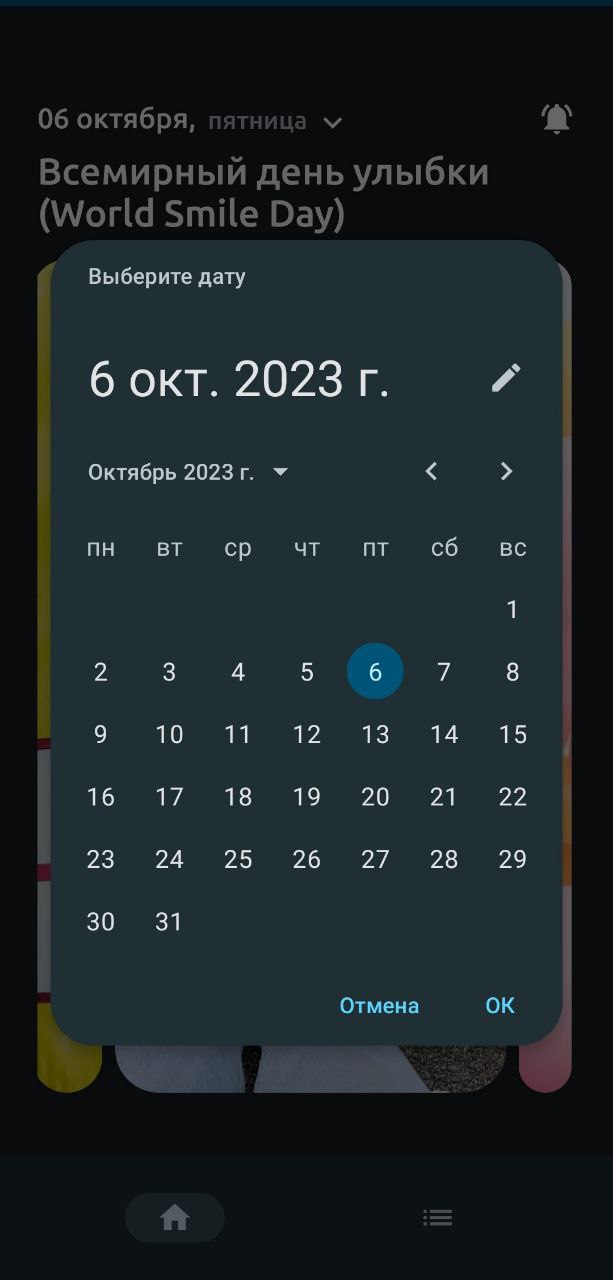 06 октября, пятница
Всемирный день улыбки
(World Smile Day)
Выберите дату
6 окт. 2023 г.
Октябрь 2023 г.
пн вт ср чт пт сб вс
1
2 3 4 5 6 7 8
9 10 11 12 13 14 15
16 17 18 19 20 21 22
23 24 25 26 27 28 29
30 31
Отмена ОК